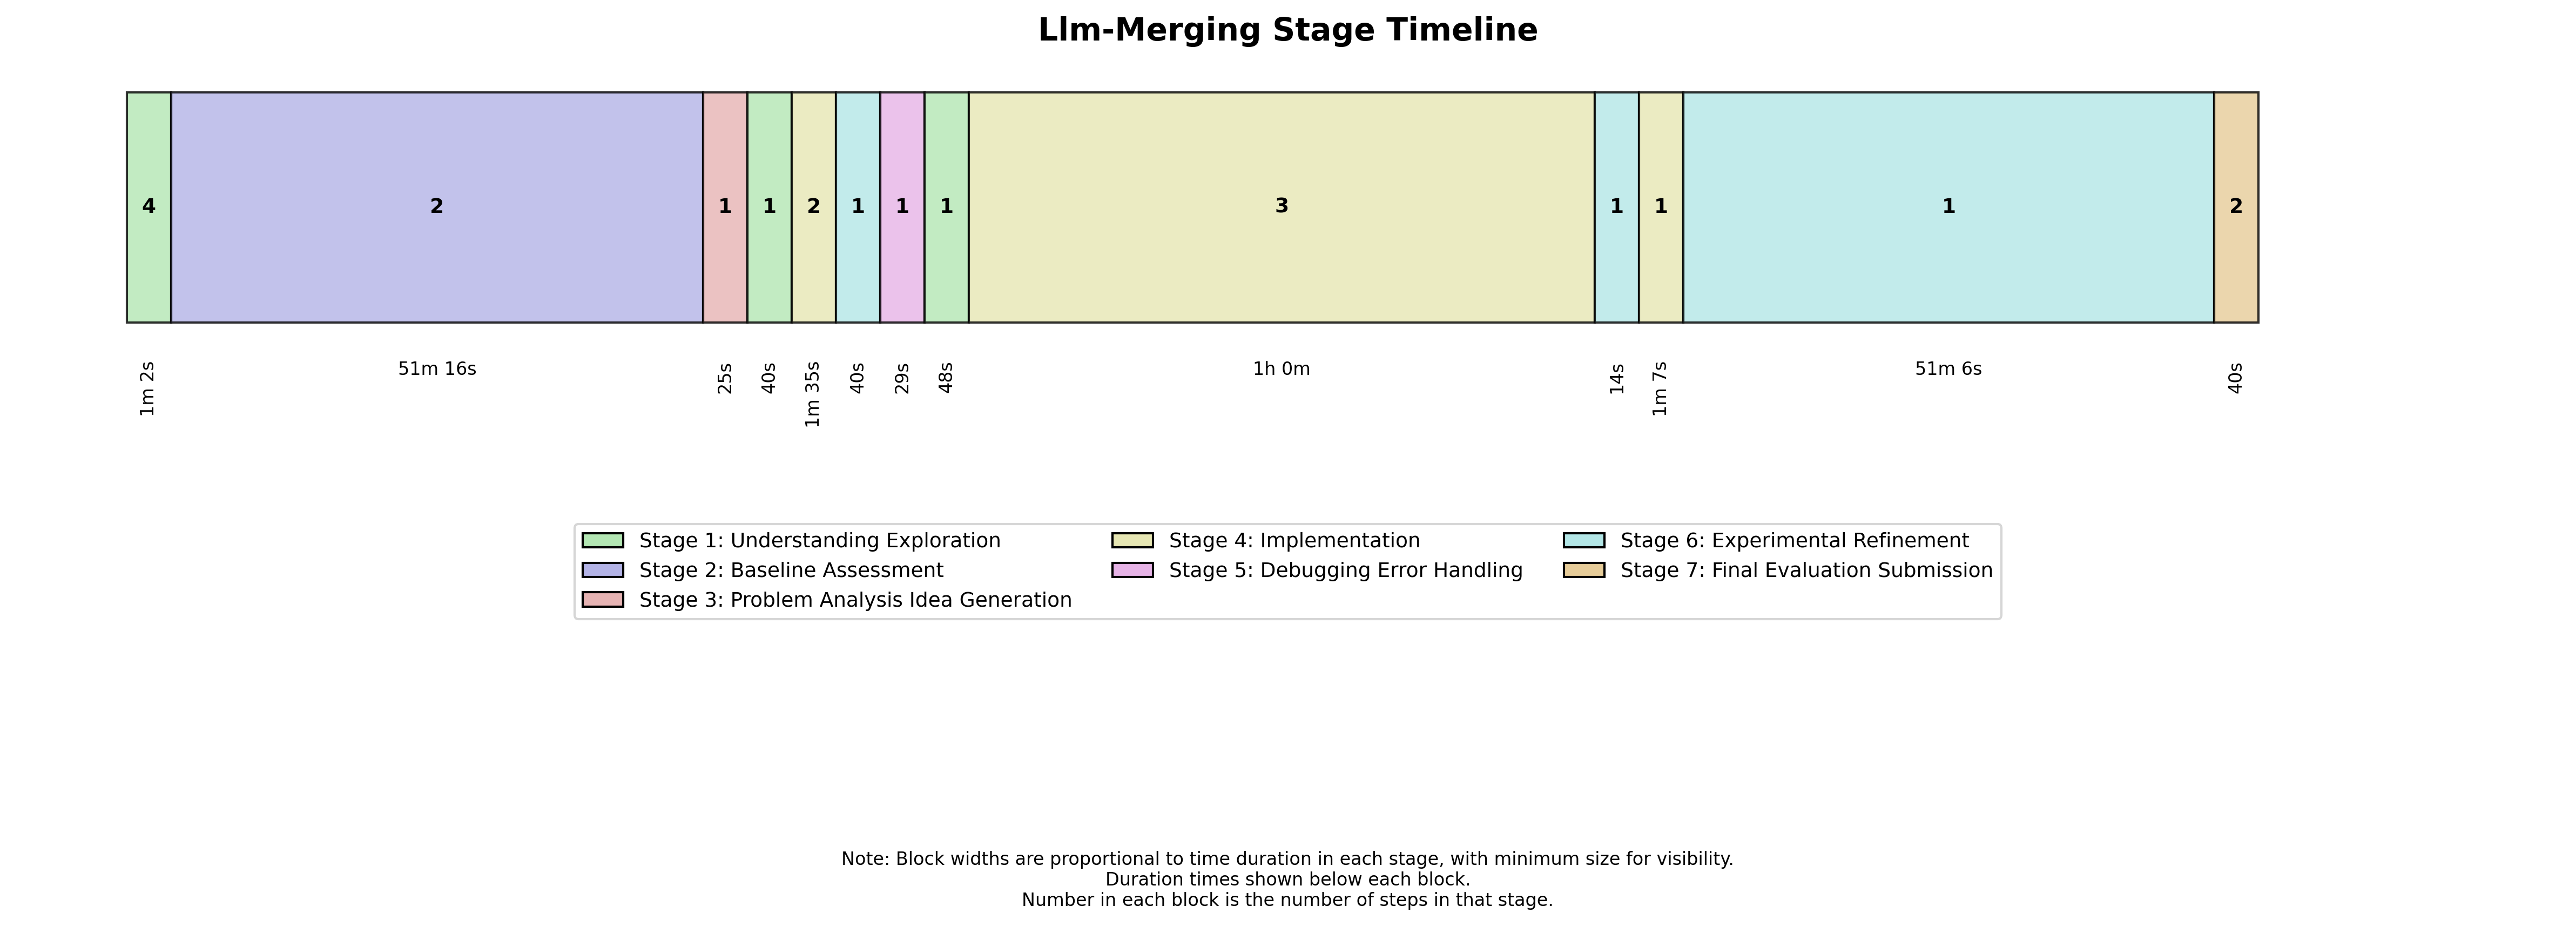 Llm-Merging Stage Timeline
4 2 1 1 2 1 1 1 3 1 1 1 2
1m 2s 51m 16s 25s 40s 1m 35s 40s 29s 48s 1h 0m 14s 1m 7s 51m 6s 40s
Stage 1: Understanding Exploration
Stage 2: Baseline Assessment
Stage 3: Problem Analysis Idea Generation
Stage 4: Implementation
Stage 5: Debugging Error Handling
Stage 6: Experimental Refinement
Stage 7: Final Evaluation Submission
Note: Block widths are proportional to time duration in each stage, with minimum size for visibility.
Duration times shown below each block.
Number in each block is the number of steps in that stage.